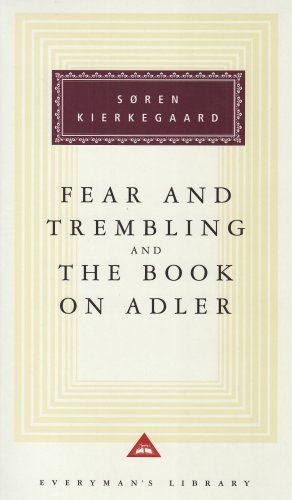 SØREN
KIERKEGAARD
FEAR AND
TREMBLING
AND
THE BOOK
ON ADLER
EVERYMAN'S LIBRARY